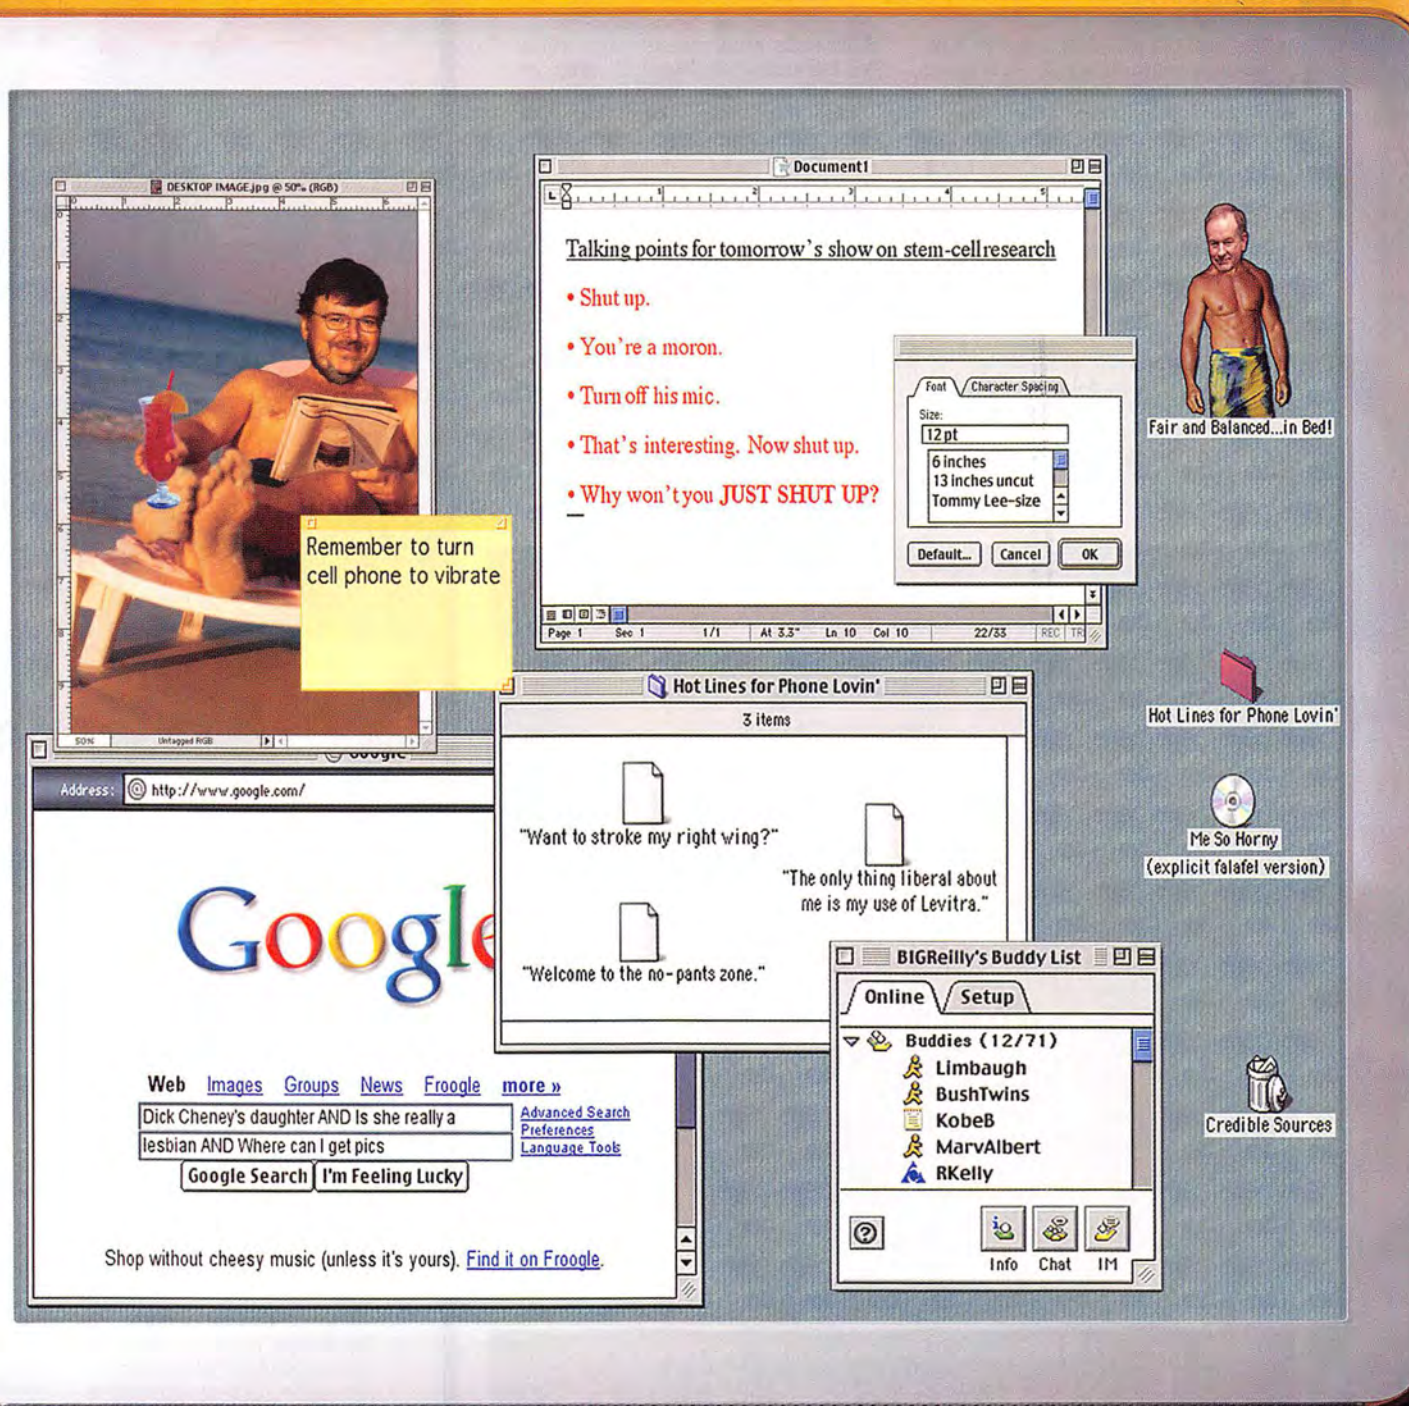 DESKTOP IMAGE.jpg @ 50% (RGB)
50%
Untagged RGB
Remember to turn
cell phone to vibrate
Document1
Talking points for tomorrow's show on stem-cell research
• Shut up.
• You're a moron.
• Turn off his mic.
• That's interesting. Now shut up.
• Why won't you JUST SHUT UP?
Page 1 Sec 1 1/1 At 3.3" Ln 10 Col 10 22/33 REC TR
Font Character Spacing
Size:
12 pt
6 inches
13 inches uncut
Tommy Lee-size
Default... Cancel OK
Fair and Balanced...in Bed!
Hot Lines for Phone Lovin'
Me So Horny
(explicit falafel version)
Credible Sources
Hot Lines for Phone Lovin'
3 items
"Want to stroke my right wing?"
"The only thing liberal about
me is my use of Levitra."
"Welcome to the no-pants zone."
Google
Address: http://www.google.com/
Google
Web Images Groups News Froogle more »
Dick Cheney's daughter AND Is she really a
lesbian AND Where can I get pics
Advanced Search
Preferences
Language Tools
Google Search I'm Feeling Lucky
Shop without cheesy music (unless it's yours). Find it on Froogle.
BIGReilly's Buddy List
Online Setup
Buddies (12/71)
Limbaugh
BushTwins
KobeB
MarvAlbert
RKelly
Info Chat IM